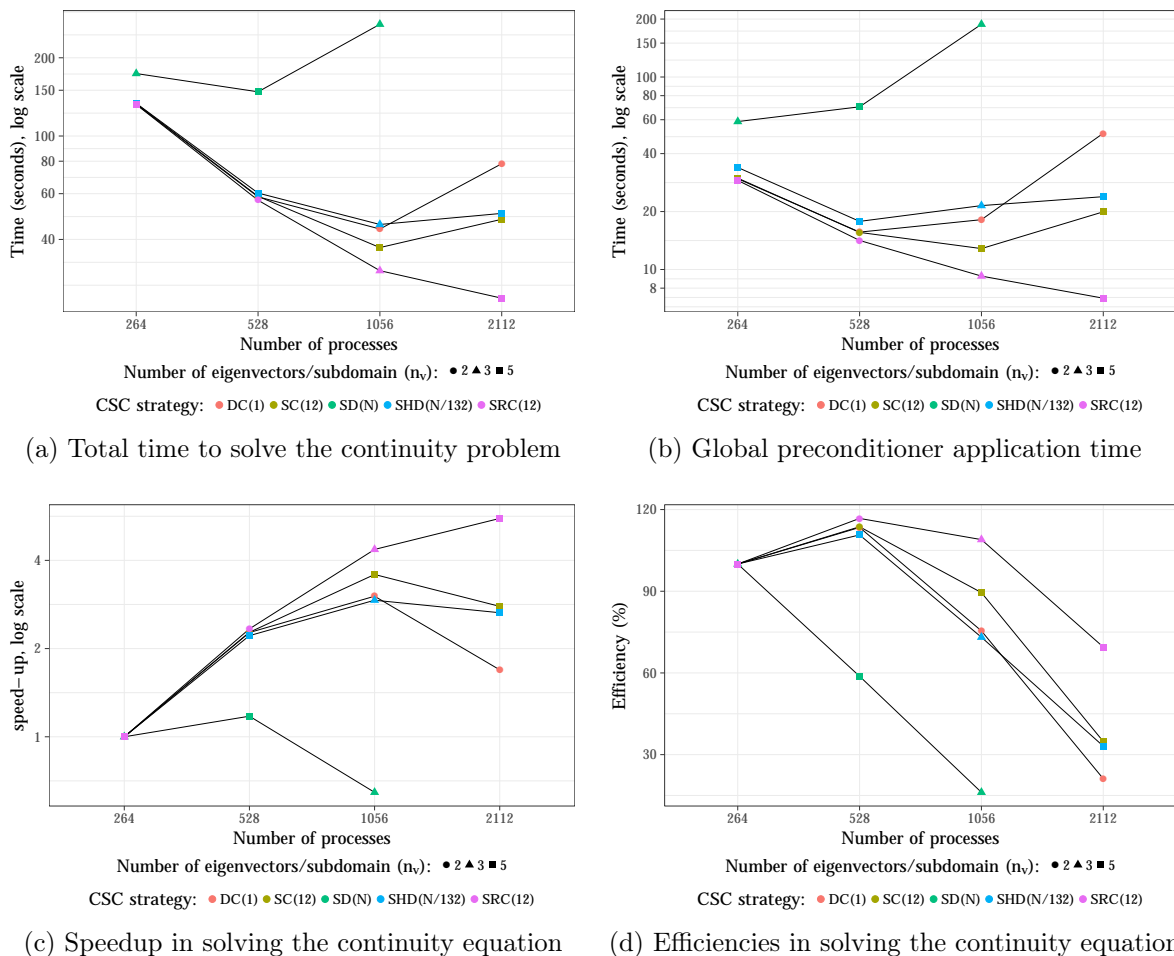 Time (seconds), log scale
200
150
100
80
60
40
264
528
1056
2112
Number of processes
Number of eigenvectors/subdomain (nv): 2 3 5
CSC strategy: DC(1) SC(12) SD(N) SHD(N/132) SRC(12)
(a) Total time to solve the continuity problem
Time (seconds), log scale
200
150
100
80
60
40
20
10
8
264
528
1056
2112
Number of processes
Number of eigenvectors/subdomain (nv): 2 3 5
CSC strategy: DC(1) SC(12) SD(N) SHD(N/132) SRC(12)
(b) Global preconditioner application time
speed-up, log scale
4
2
1
264
528
1056
2112
Number of processes
Number of eigenvectors/subdomain (nv): 2 3 5
CSC strategy: DC(1) SC(12) SD(N) SHD(N/132) SRC(12)
(c) Speedup in solving the continuity equation
Efficiency (%)
120
90
60
30
264
528
1056
2112
Number of processes
Number of eigenvectors/subdomain (nv): 2 3 5
CSC strategy: DC(1) SC(12) SD(N) SHD(N/132) SRC(12)
(d) Efficiencies in solving the continuity equation